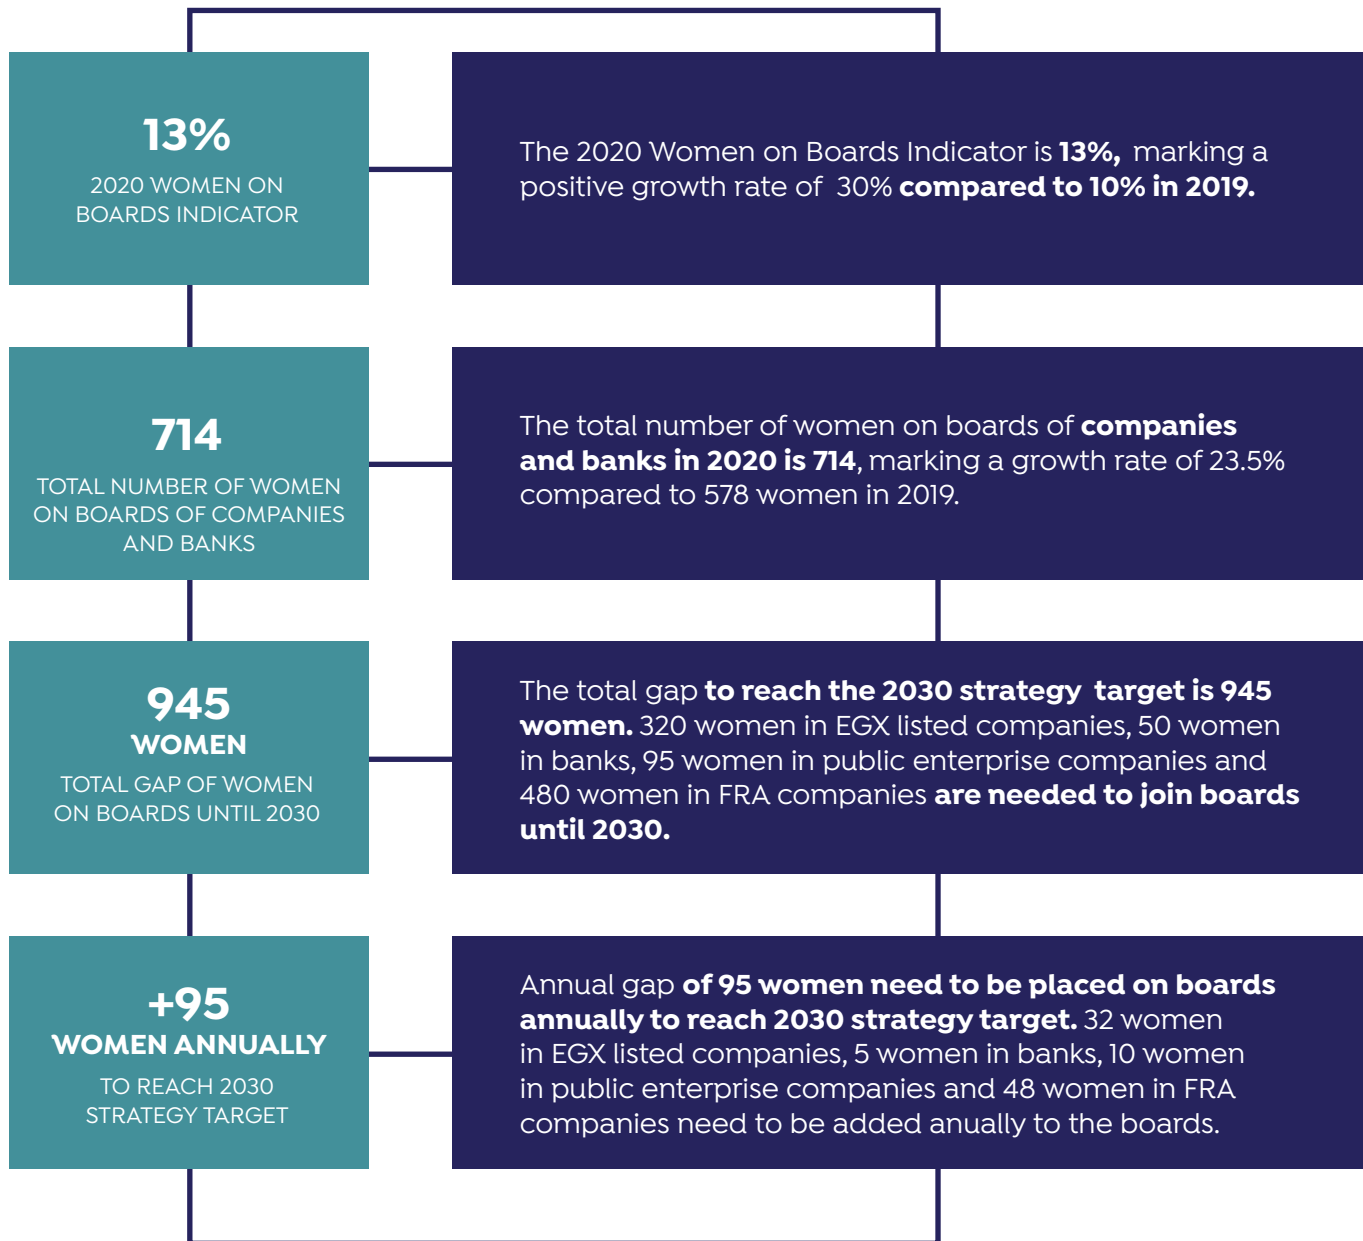 13%
2020 WOMEN ON
BOARDS INDICATOR
The 2020 Women on Boards Indicator is 13%, marking a
positive growth rate of 30% compared to 10% in 2019.
714
TOTAL NUMBER OF WOMEN
ON BOARDS OF COMPANIES
AND BANKS
The total number of women on boards of companies
and banks in 2020 is 714, marking a growth rate of 23.5%
compared to 578 women in 2019.
945
WOMEN
TOTAL GAP OF WOMEN
ON BOARDS UNTIL 2030
The total gap to reach the 2030 strategy target is 945
women. 320 women in EGX listed companies, 50 women
in banks, 95 women in public enterprise companies and
480 women in FRA companies are needed to join boards
until 2030.
+95
WOMEN ANNUALLY
TO REACH 2030
STRATEGY TARGET
Annual gap of 95 women need to be placed on boards
annually to reach 2030 strategy target. 32 women
in EGX listed companies, 5 women in banks, 10 women
in public enterprise companies and 48 women in FRA
companies need to be added anually to the boards.